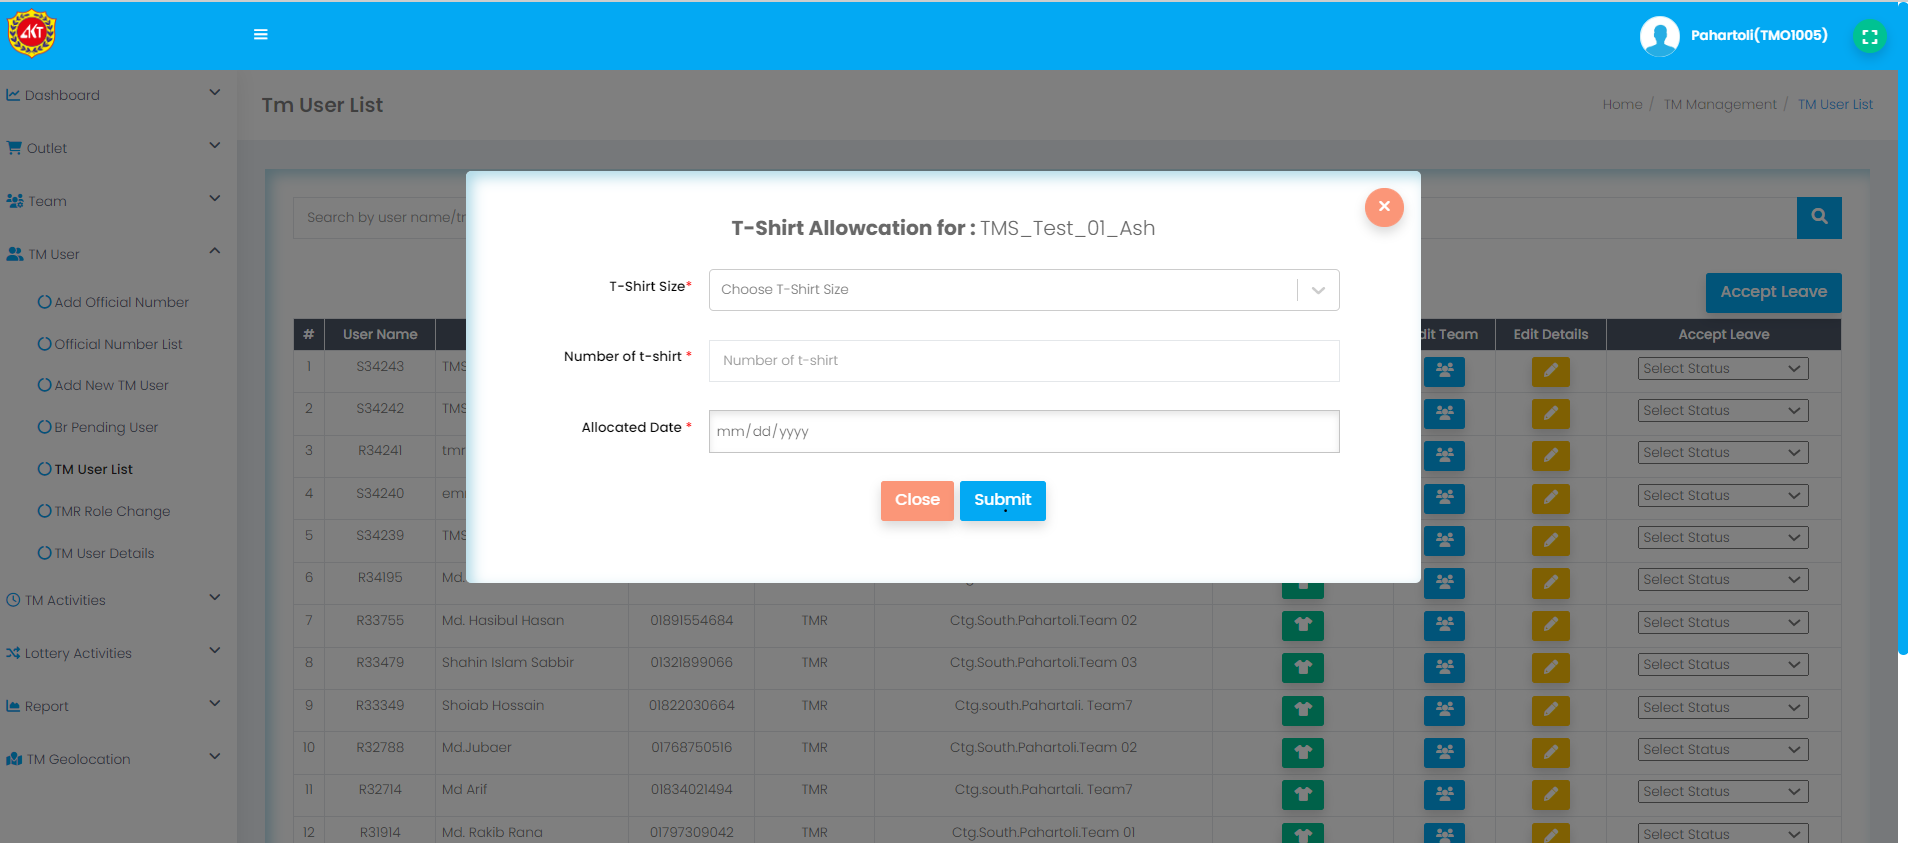 AKT
Pahartoli(TMO1005)
Dashboard
Outlet
Team
TM User
Add Official Number
Official Number List
Add New TM User
Br Pending User
TM User List
TMR Role Change
TM User Details
TM Activities
Lottery Activities
Report
TM Geolocation
Tm User List
Home / TM Management / TM User List
Search by user name/tr
Accept Leave
T-Shirt Allowcation for : TMS_Test_01_Ash
T-Shirt Size*
Choose T-Shirt Size
Number of t-shirt *
Number of t-shirt
Allocated Date *
mm/dd/yyyy
Close Submit
# User Name dit Team Edit Details Accept Leave
1 S34243 TMS Select Status
2 S34242 TMS Select Status
3 R34241 tmr Select Status
4 S34240 em Select Status
5 S34239 TMS Select Status
6 R34195 Md. Select Status
7 R33755 Md. Hasibul Hasan 01891554684 TMR Ctg.South.Pahartoli.Team 02 Select Status
8 R33479 Shahin Islam Sabbir 01321899066 TMR Ctg.South.Pahartoli.Team 03 Select Status
9 R33349 Shoiab Hossain 01822030664 TMR Ctg.south.Pahartali. Team7 Select Status
10 R32788 Md.Jubaer 01768750516 TMR Ctg.South.Pahartoli.Team 02 Select Status
11 R32714 Md Arif 01834021494 TMR Ctg.south.Pahartali. Team7 Select Status
12 R31914 Md. Rakib Rana 01797309042 TMR Ctg.South.Pahartoli.Team 01 Select Status